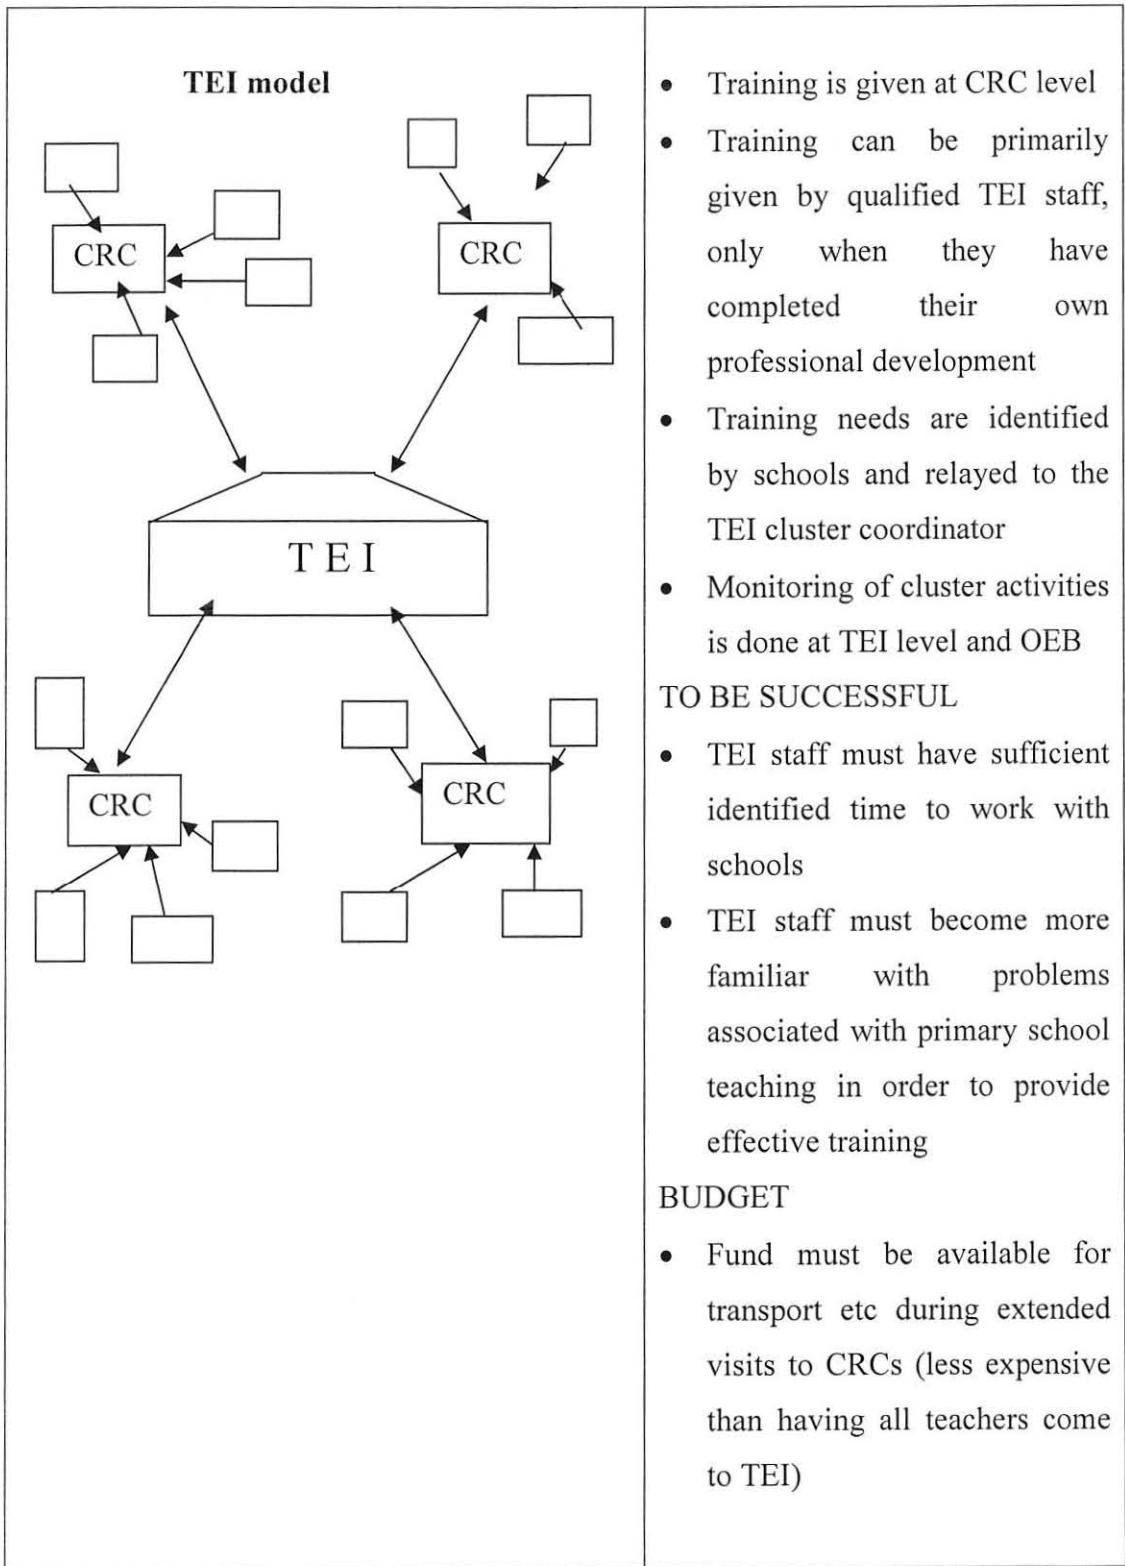 TEI model
CRC
CRC
T E I
CRC
CRC
• Training is given at CRC level
• Training can be primarily
given by qualified TEI staff,
only when they have
completed their own
professional development
• Training needs are identified
by schools and relayed to the
TEI cluster coordinator
• Monitoring of cluster activities
is done at TEI level and OEB
TO BE SUCCESSFUL
• TEI staff must have sufficient
identified time to work with
schools
• TEI staff must become more
familiar with problems
associated with primary school
teaching in order to provide
effective training
BUDGET
• Fund must be available for
transport etc during extended
visits to CRCs (less expensive
than having all teachers come
to TEI)